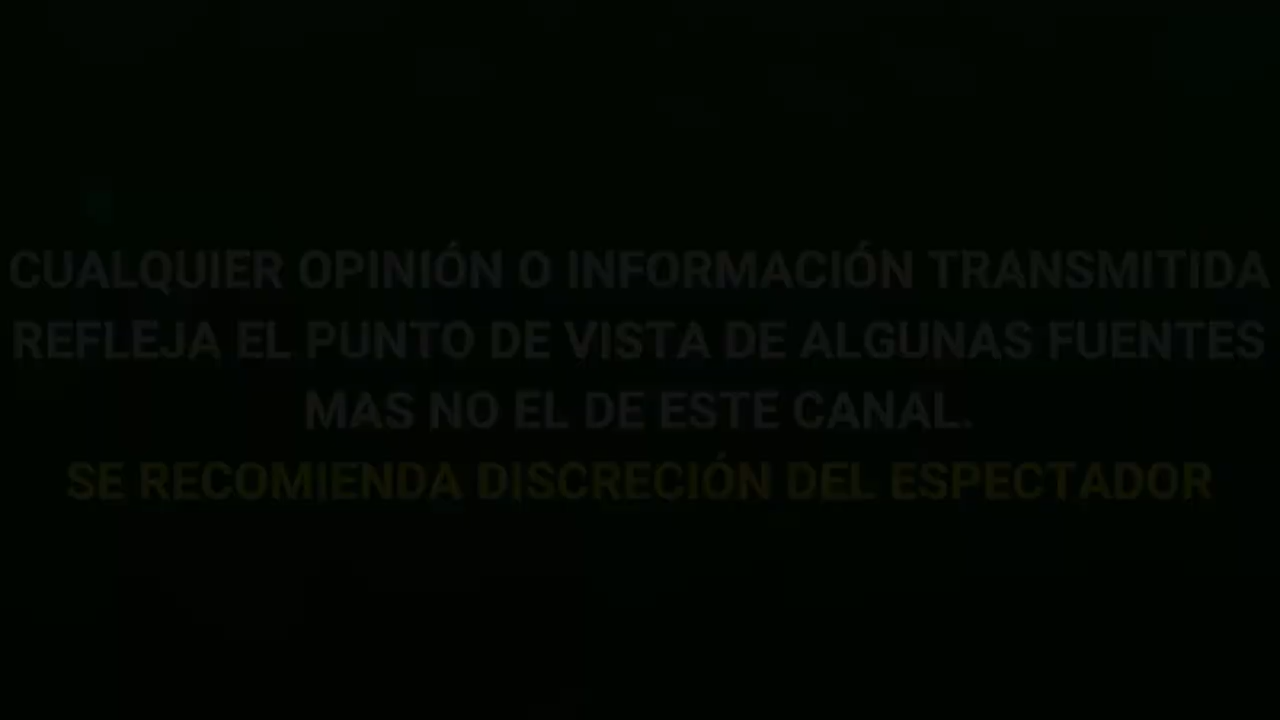 CUALQUIER OPINIÓN O INFORMACIÓN TRANSMITIDA
REFLEJA EL PUNTO DE VISTA DE ALGUNAS FUENTES
MAS NO EL DE ESTE CANAL.
SE RECOMIENDA DISCRECIÓN DEL ESPECTADOR